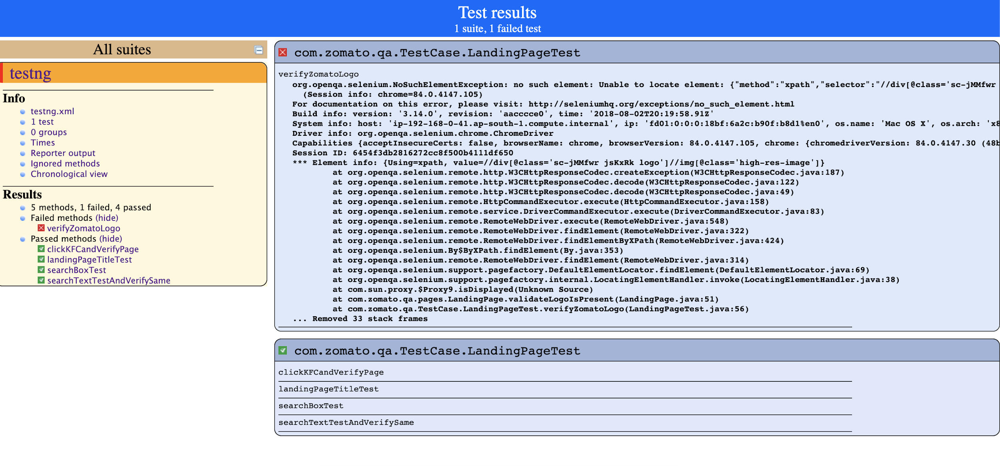 Test results
1 suite, 1 failed test
All suites
testng
Info
testng.xml
1 test
0 groups
Times
Reporter output
Ignored methods
Chronological view
Results
5 methods, 1 failed, 4 passed
Failed methods (hide)
verifyZomatoLogo
Passed methods (hide)
clickKFCandVerifyPage
landingPageTitleTest
searchBoxTest
searchTextTestAndVerifySame
com.zomato.qa.TestCase.LandingPageTest
verifyZomatoLogo
org.openqa.selenium.NoSuchElementException: no such element: Unable to locate element: {"method":"xpath","selector":"//div[@class='sc-jMMfwr
(Session info: chrome=84.0.4147.105)
For documentation on this error, please visit: http://seleniumhq.org/exceptions/no_such_element.html
Build info: version: '3.14.0', revision: 'aacccce0', time: '2018-08-02T20:19:58.91Z'
System info: host: 'ip-192-168-0-41.ap-south-1.compute.internal', ip: 'fd01:0:0:0:18bf:6a2c:b90f:b8d1%en0', os.name: 'Mac OS X', os.arch: 'x8
Driver info: org.openqa.selenium.chrome.ChromeDriver
Capabilities {acceptInsecureCerts: false, browserName: chrome, browserVersion: 84.0.4147.105, chrome: {chromedriverVersion: 84.0.4147.30 (48b
Session ID: 6454f3db2816272cc8f500b4111df650
*** Element info: {Using=xpath, value=//div[@class='sc-jMMfwr jsKxRk logo']//img[@class='high-res-image']}
at org.openqa.selenium.remote.http.W3CHttpResponseCodec.createException(W3CHttpResponseCodec.java:187)
at org.openqa.selenium.remote.http.W3CHttpResponseCodec.decode(W3CHttpResponseCodec.java:122)
at org.openqa.selenium.remote.http.W3CHttpResponseCodec.decode(W3CHttpResponseCodec.java:49)
at org.openqa.selenium.remote.HttpCommandExecutor.execute(HttpCommandExecutor.java:158)
at org.openqa.selenium.remote.service.DriverCommandExecutor.execute(DriverCommandExecutor.java:83)
at org.openqa.selenium.remote.RemoteWebDriver.execute(RemoteWebDriver.java:548)
at org.openqa.selenium.remote.RemoteWebDriver.findElement(RemoteWebDriver.java:322)
at org.openqa.selenium.remote.RemoteWebDriver.findElementByXPath(RemoteWebDriver.java:424)
at org.openqa.selenium.By$ByXPath.findElement(By.java:353)
at org.openqa.selenium.remote.RemoteWebDriver.findElement(RemoteWebDriver.java:314)
at org.openqa.selenium.support.pagefactory.DefaultElementLocator.findElement(DefaultElementLocator.java:69)
at org.openqa.selenium.support.pagefactory.internal.LocatingElementHandler.invoke(LocatingElementHandler.java:38)
at com.sun.proxy.$Proxy9.isDisplayed(Unknown Source)
at com.zomato.qa.pages.LandingPage.validateLogoIsPresent(LandingPage.java:51)
at com.zomato.qa.TestCase.LandingPageTest.verifyZomatoLogo(LandingPageTest.java:56)
... Removed 33 stack frames
com.zomato.qa.TestCase.LandingPageTest
clickKFCandVerifyPage
landingPageTitleTest
searchBoxTest
searchTextTestAndVerifySame